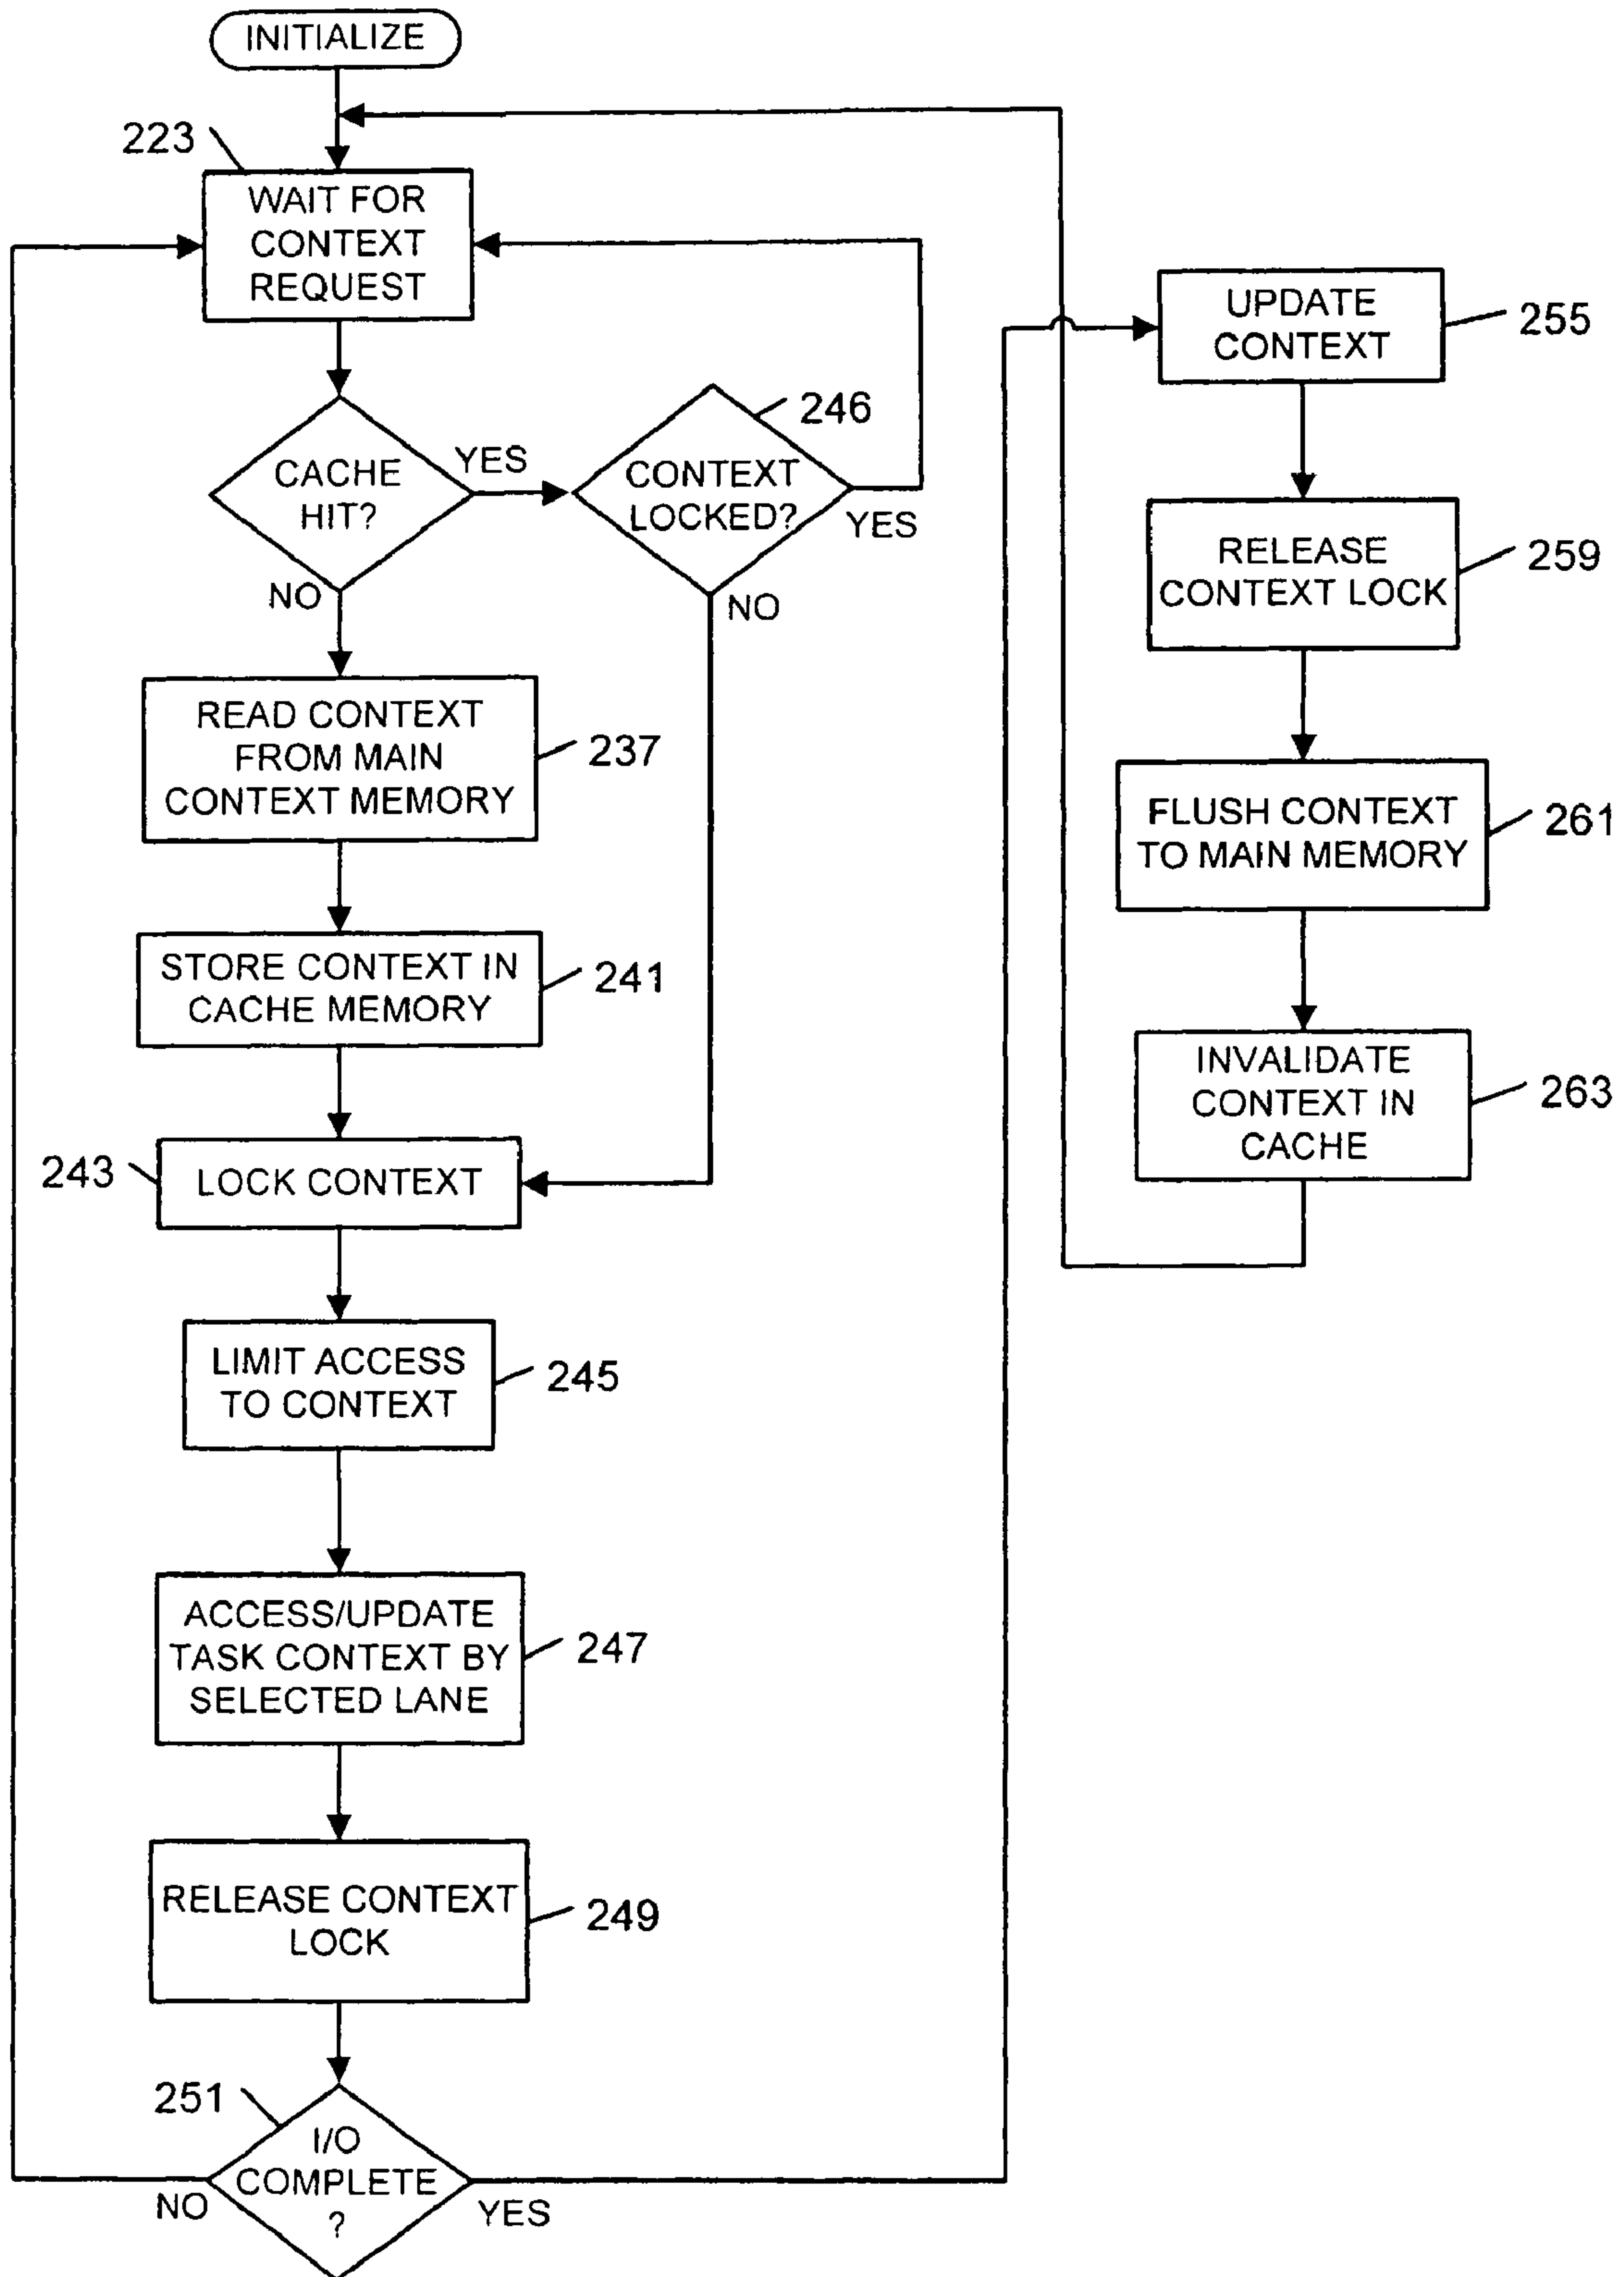 INITIALIZE
223
WAIT FOR
CONTEXT
REQUEST
CACHE
HIT?
YES
NO
246
CONTEXT
LOCKED?
YES
NO
READ CONTEXT
FROM MAIN
CONTEXT MEMORY
237
STORE CONTEXT IN
CACHE MEMORY
241
243
LOCK CONTEXT
LIMIT ACCESS
TO CONTEXT
245
ACCESS/UPDATE
TASK CONTEXT BY
SELECTED LANE
247
RELEASE CONTEXT
LOCK
249
251
I/O
COMPLETE
?
NO
YES
UPDATE
CONTEXT
255
RELEASE
CONTEXT LOCK
259
FLUSH CONTEXT
TO MAIN MEMORY
261
INVALIDATE
CONTEXT IN
CACHE
263